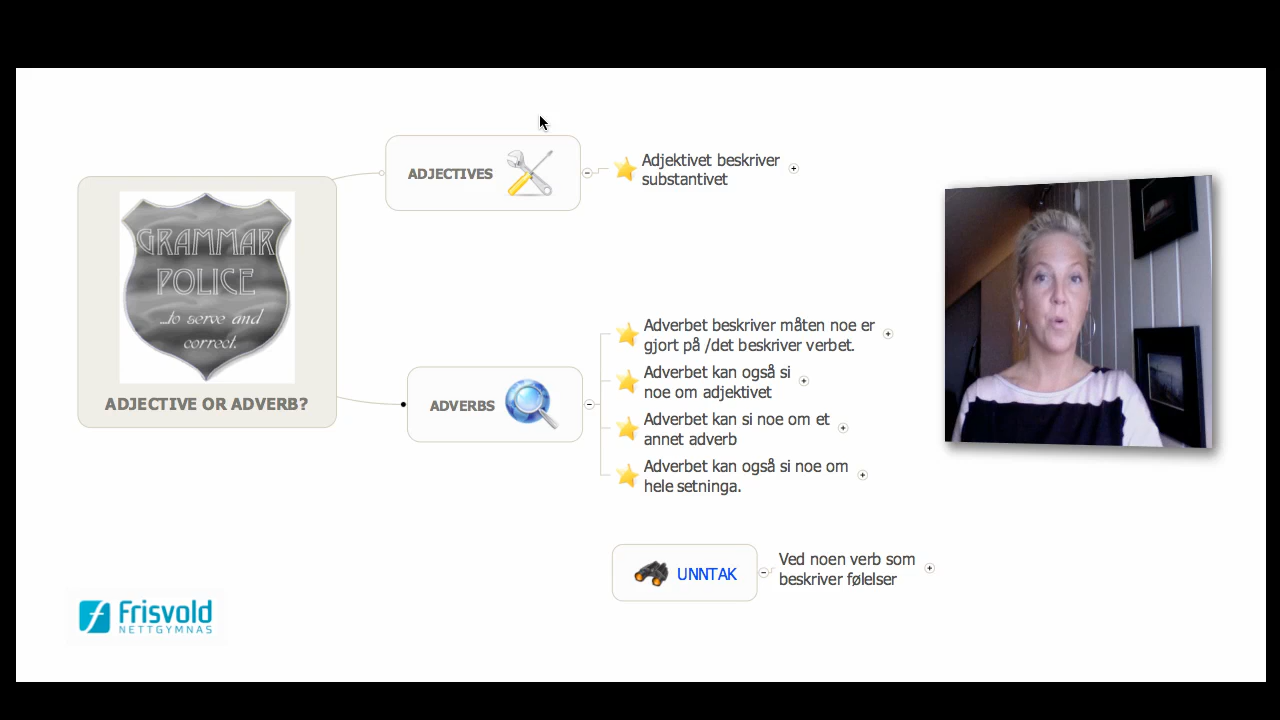 GRAMMAR
POLICE
...to serve and
correct.
ADJECTIVE OR ADVERB?
ADJECTIVES
Adjektivet beskriver
substantivet
ADVERBS
Adverbet beskriver måten noe er
gjort på /det beskriver verbet.
Adverbet kan også si
noe om adjektivet
Adverbet kan si noe om et
annet adverb
Adverbet kan også si noe om
hele setninga.
UNNTAK
Ved noen verb som
beskriver følelser
Frisvold
NETTGYMNAS